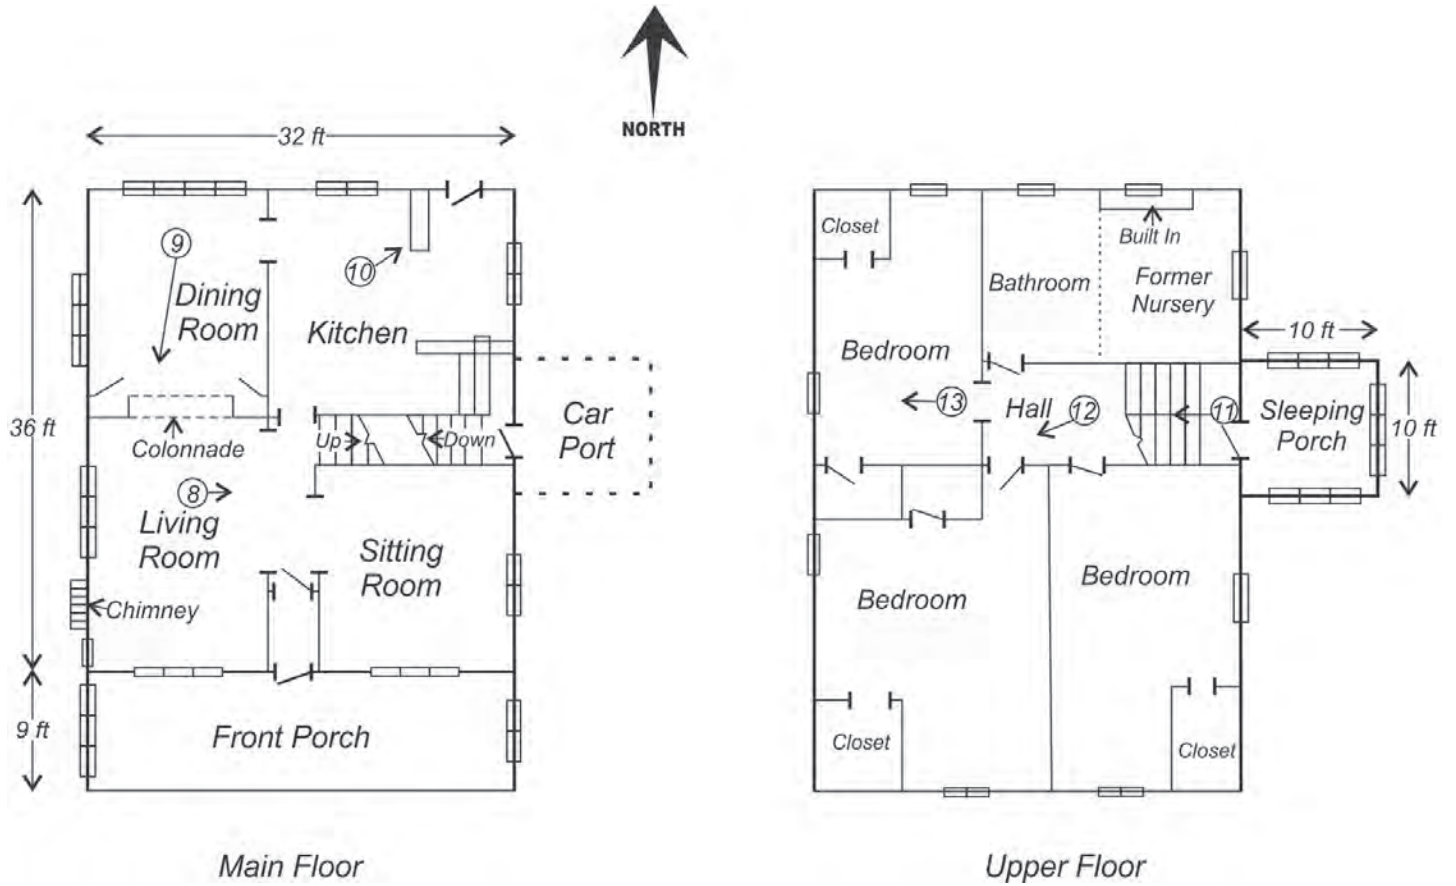 NORTH
32 ft
36 ft
9 ft
9
Dining
Room
10
Kitchen
Colonnade
Up
Down
Car
Port
8
Living
Room
Sitting
Room
Chimney
Front Porch
Main Floor
Closet
Built In
Bathroom
Former
Nursery
10 ft
10 ft
Bedroom
13
Hall
12
11
Sleeping
Porch
Bedroom
Bedroom
Closet
Closet
Upper Floor